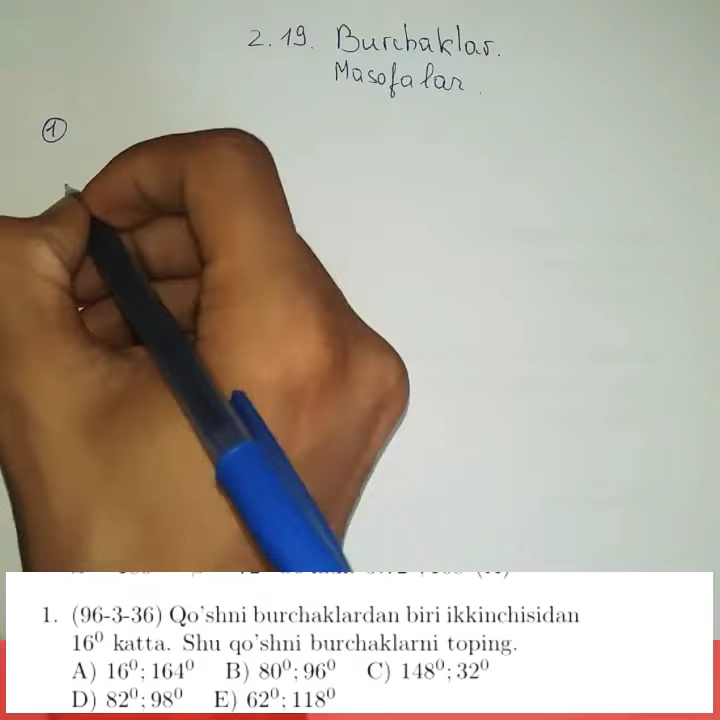 2.19. Burchaklar.
Masofalar.
1
1. (96-3-36) Qo'shni burchaklardan biri ikkinchisidan
16⁰ katta. Shu qo'shni burchaklarni toping.
A) 16⁰; 164⁰ B) 80⁰; 96⁰ C) 148⁰; 32⁰
D) 82⁰; 98⁰ E) 62⁰; 118⁰